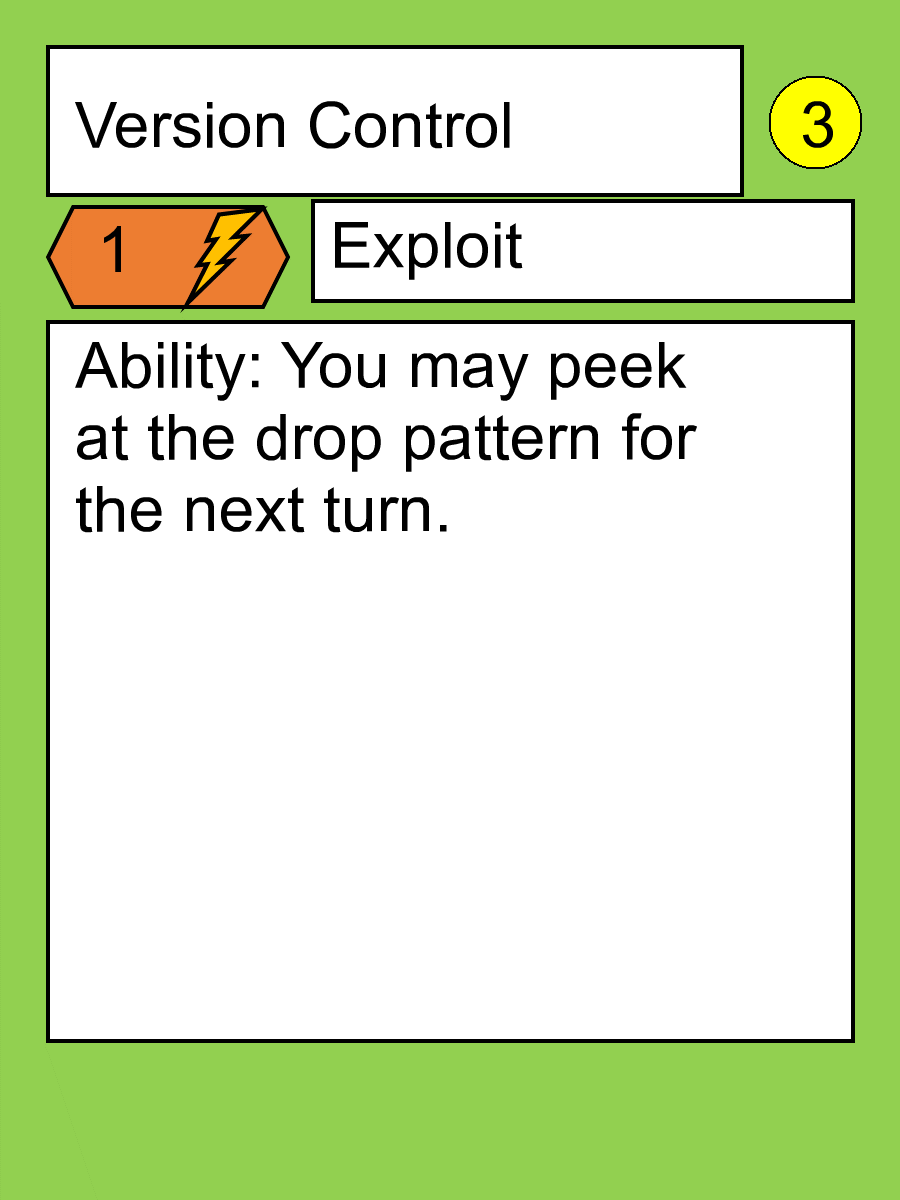 Version Control
3
1
Exploit
Ability: You may peek
at the drop pattern for
the next turn.